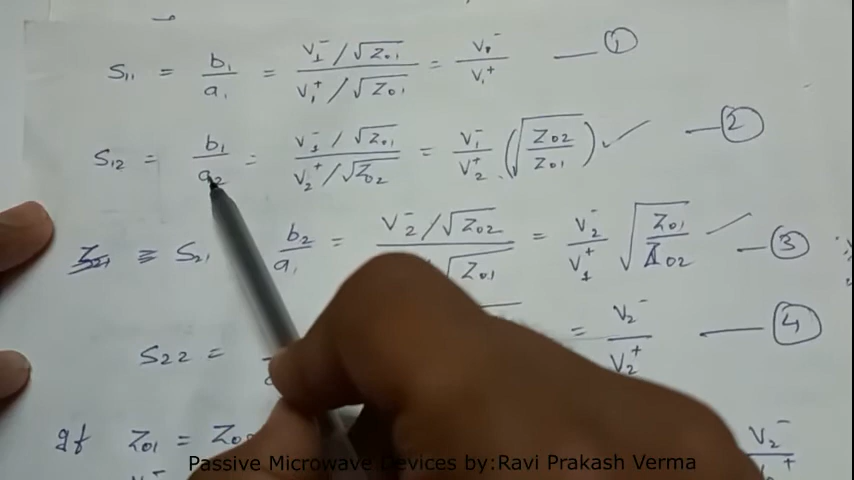 S₁₁ = b₁/a₁ = (V₁⁻/√Z₀₁)/(V₁⁺/√Z₀₁) = V₁⁻/V₁⁺ — ①
S₁₂ = b₁/a₂ = (V₁⁻/√Z₀₁)/(V₂⁺/√Z₀₂) = V₁⁻/V₂⁺ . (√(Z₀₂/Z₀₁)) ✓ — ②
S₂₁ b₂/a₁ = V₂⁻/√Z₀₂ / √Z₀₁ = V₂⁻/V₁⁺ √(Z₀₁/Z₀₂) — ③
S₂₂ = = V₂⁻/V₂⁺ — ④
If Z₀₁ = V₂⁻
Passive Microwave Devices by:Ravi Prakash Verma